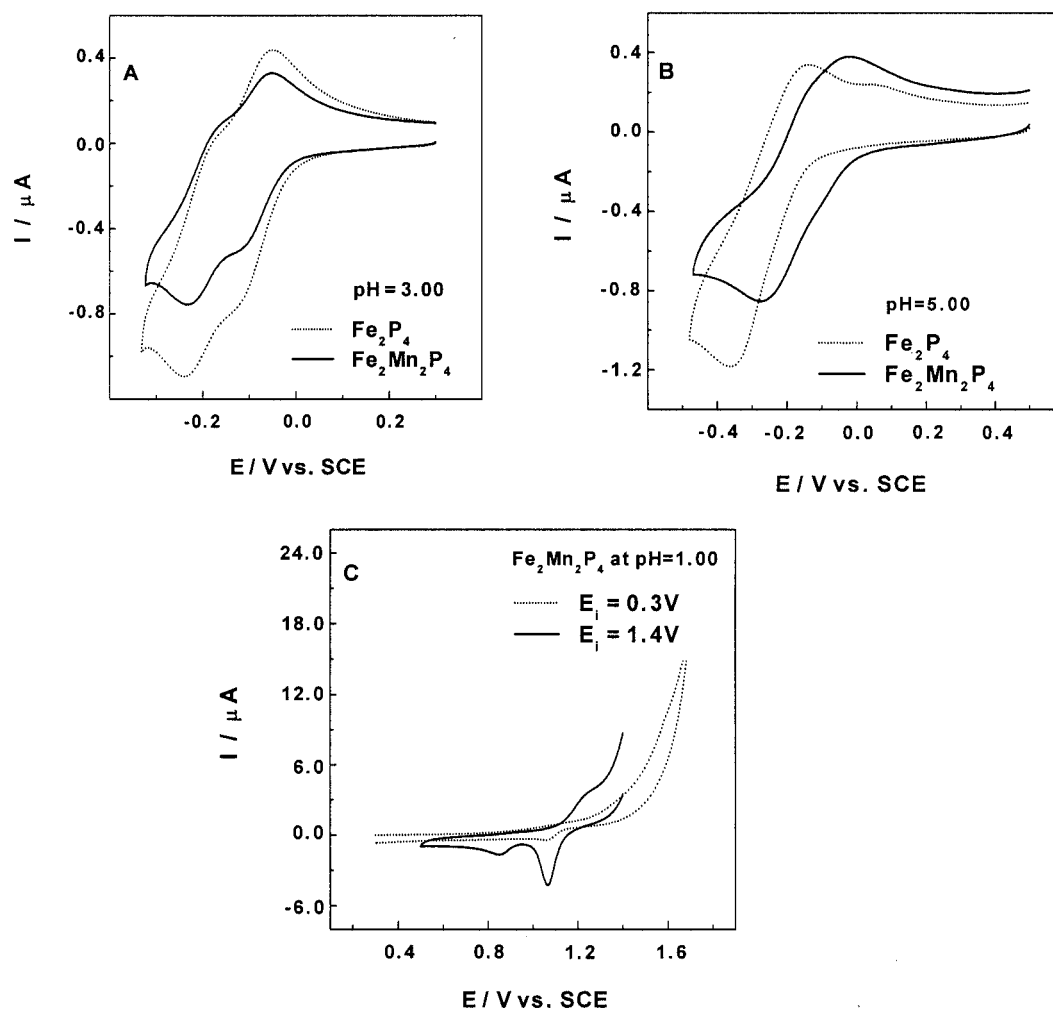 A
0.4
0.0
-0.4
-0.8
I / μA
pH = 3.00
Fe2P4
Fe2Mn2P4
-0.2 0.0 0.2
E / V vs. SCE
B
0.4
0.0
-0.4
-0.8
-1.2
I / μA
pH=5.00
Fe2P4
Fe2Mn2P4
-0.4 -0.2 0.0 0.2 0.4
E / V vs. SCE
C
24.0
18.0
12.0
6.0
0.0
-6.0
I / μA
Fe2Mn2P4 at pH=1.00
Ei = 0.3V
Ei = 1.4V
0.4 0.8 1.2 1.6
E / V vs. SCE